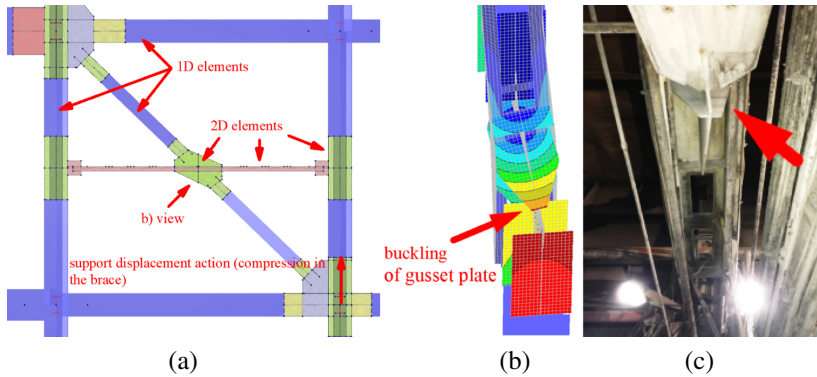 1D elements
2D elements
b) view
support displacement action (compression in
the brace)
buckling
of gusset plate
(a)
(b)
(c)